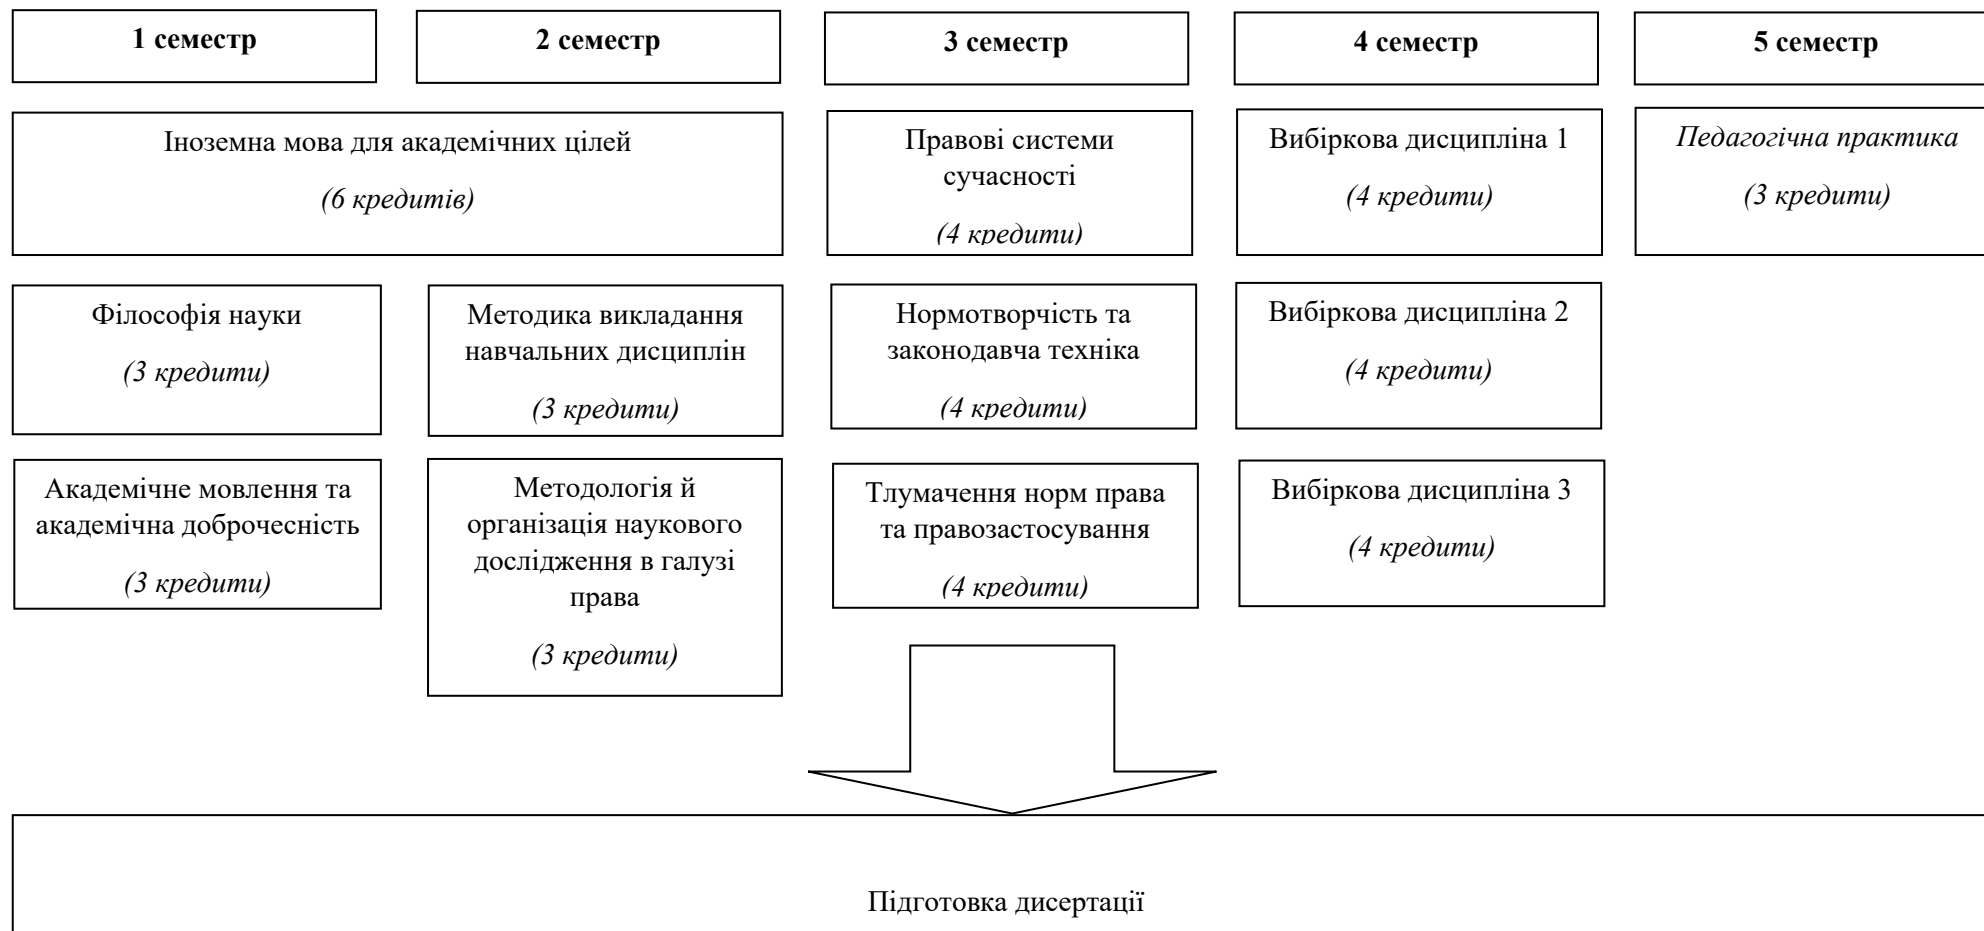 1 семестр
2 семестр
3 семестр
4 семестр
5 семестр
Іноземна мова для академічних цілей
(6 кредитів)
Правові системи
сучасності
(4 кредити)
Вибіркова дисципліна 1
(4 кредити)
Педагогічна практика
(3 кредити)
Філософія науки
(3 кредити)
Методика викладання
навчальних дисциплін
(3 кредити)
Нормотворчість та
законодавча техніка
(4 кредити)
Вибіркова дисципліна 2
(4 кредити)
Академічне мовлення та
академічна доброчесність
(3 кредити)
Методологія й
організація наукового
дослідження в галузі
права
(3 кредити)
Тлумачення норм права
та правозастосування
(4 кредити)
Вибіркова дисципліна 3
(4 кредити)
Підготовка дисертації